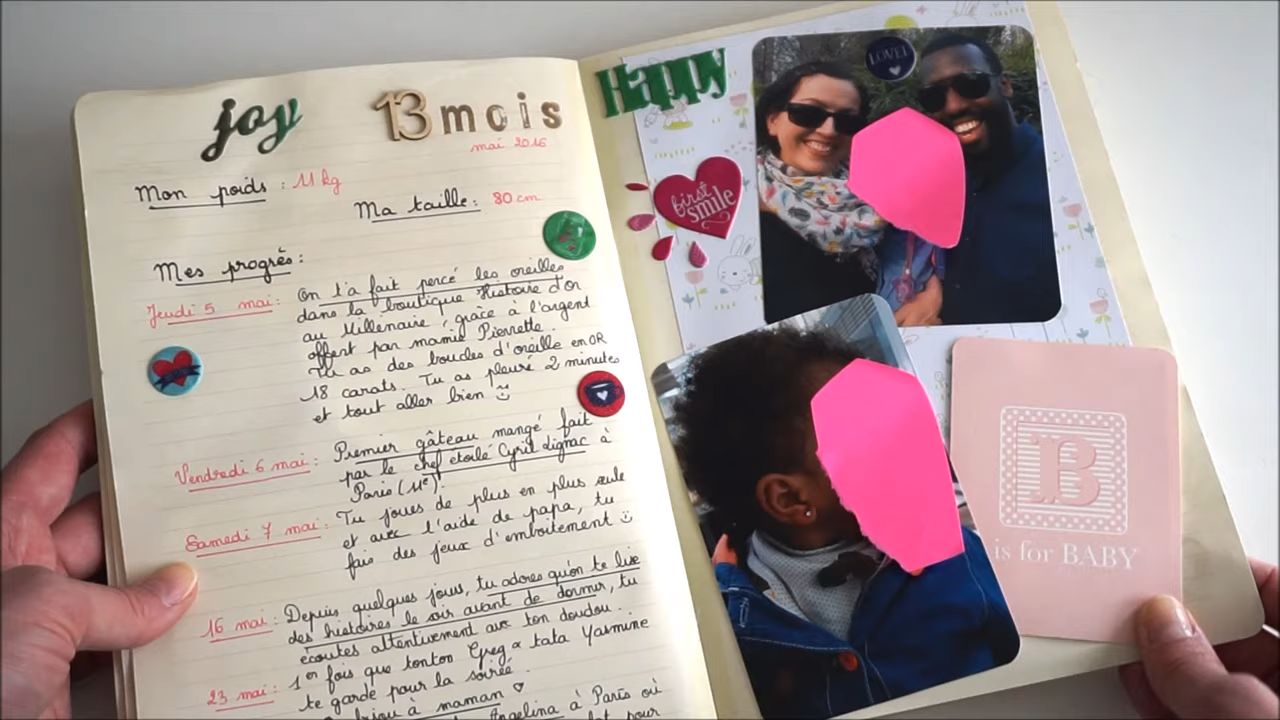 joy 13 mois
mai 2016
Mon poids : 11 kg
Ma taille : 80 cm
Mes progrès :
Jeudi 5 mai : On t'a fait percé les oreilles
dans la boutique Histoire d'Or
au Millenaire, grâce à l'argent
offert par mamie Pierrette.
Tu as des boucles d'oreille en OR
18 carats. Tu as pleuré 2 minutes
et tout aller bien
Vendredi 6 mai : Premier gâteau mangé fait
par le chef etoilé Cyril Lignac à
Paris (11e)
Samedi 7 mai : Tu joues de plus en plus seule
et avec l'aide de papa, tu
fais des jeux d'emboitement
16 mai : Depuis quelques jours, tu adores qu'on te lise
des histoires le soir avant de dormir, tu
écoutes attentivement avec ton doudou.
23 mai : 1ère fois que tonton Greg & tata Yasmine
te garde pour la soirée.
à maman
Angelina à Paris où
pour
Happy
LOVE!
first
smile
B
is for BABY